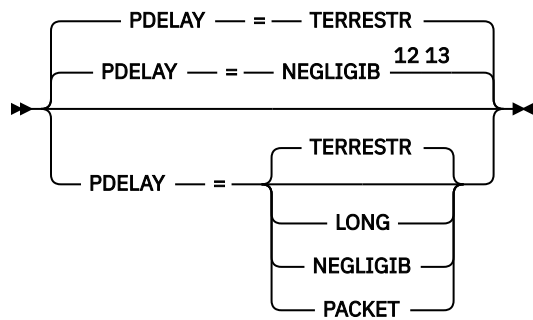 PDELAY = TERRESTR
PDELAY = NEGLIGIB 12 13
TERRESTR
PDELAY =
LONG
NEGLIGIB
PACKET